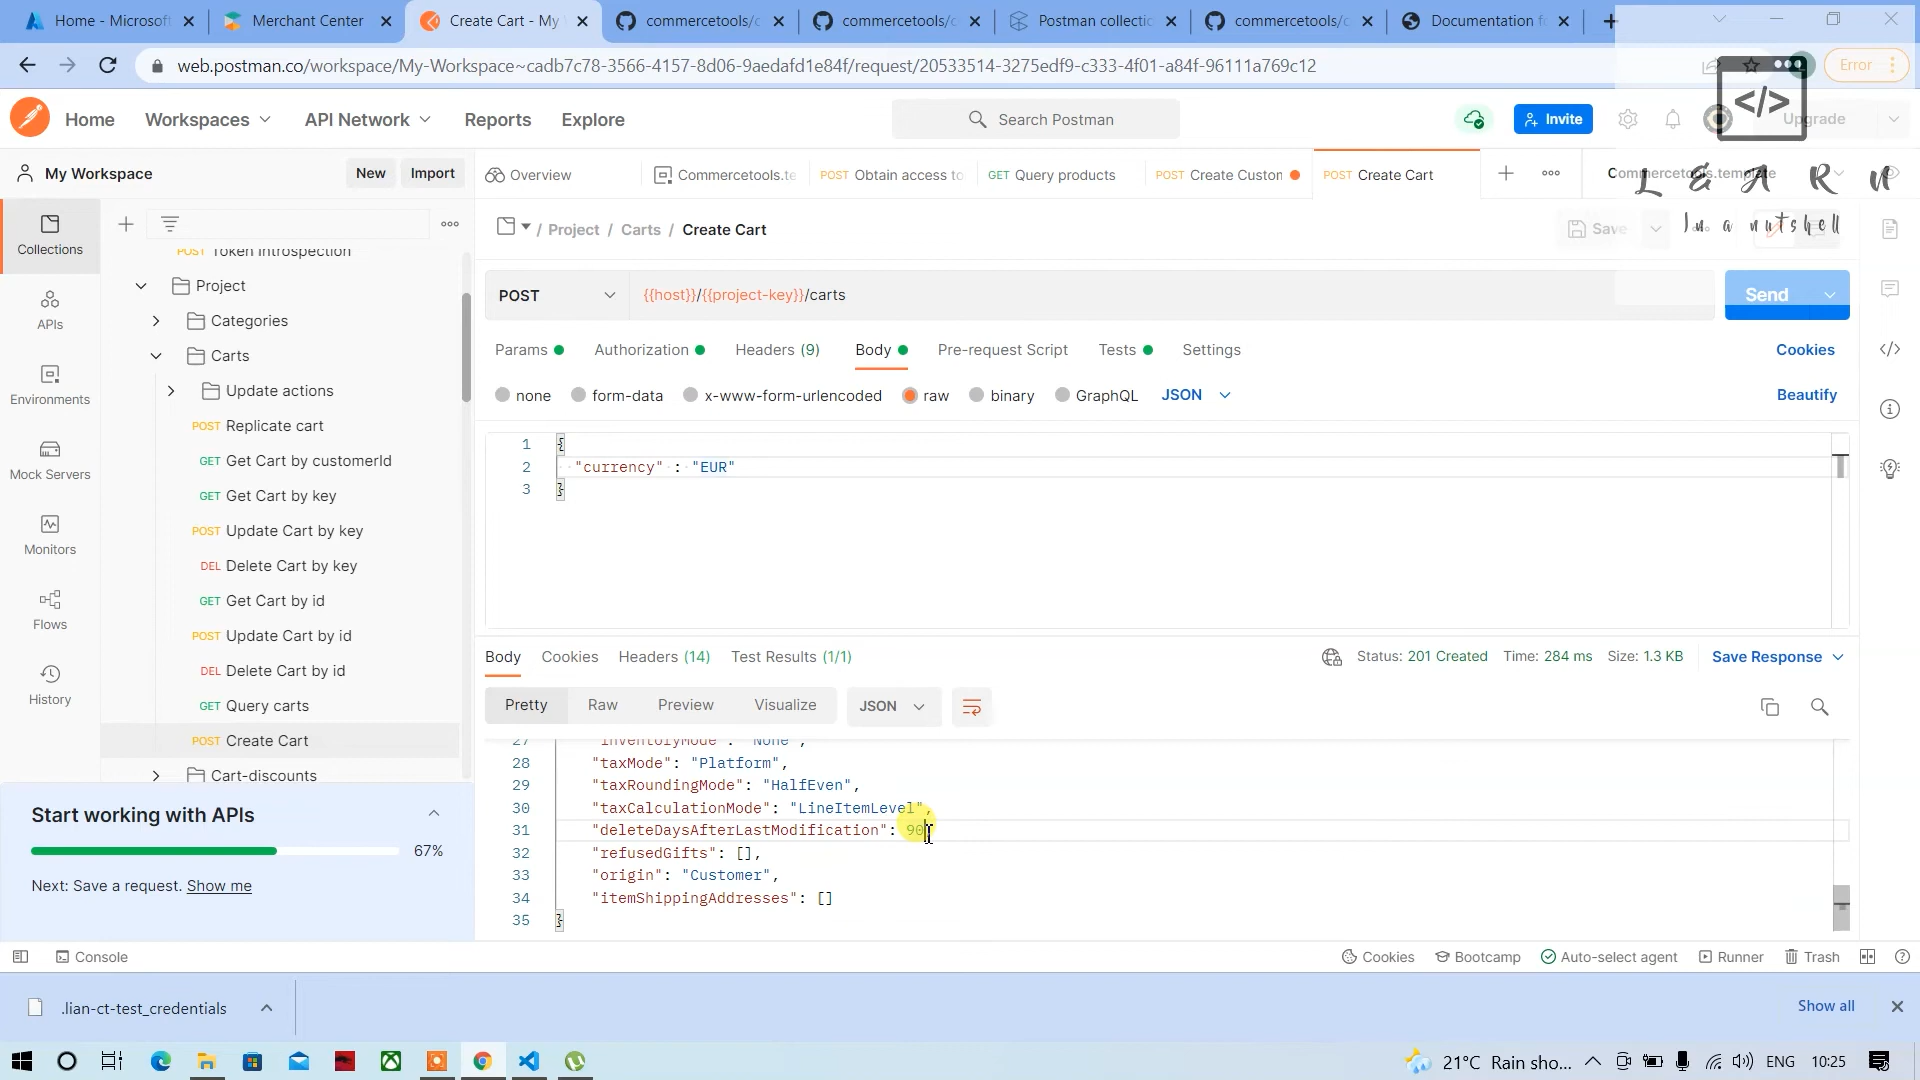 Home - Microsoft
Merchant Center
Create Cart - My
commercetools/c
commercetools/c
Postman collectio
commercetools/c
Documentation f
web.postman.co/workspace/My-Workspace~cadb7c78-3566-4157-8d06-9aedafd1e84f/request/20533514-3275edf9-c333-4f01-a84f-96111a769c12
Error
Home Workspaces API Network Reports Explore
Search Postman
Invite
Upgrade
My Workspace New Import
Overview
Commercetools.te
POST Obtain access to
GET Query products
POST Create Custon
POST Create Cart
Commercetools.template
L & A R n
In a nutshell
Collections
APIs
Environments
Mock Servers
Monitors
Flows
History
POST Token Introspection
Project
Categories
Carts
Update actions
POST Replicate cart
GET Get Cart by customerId
GET Get Cart by key
POST Update Cart by key
DEL Delete Cart by key
GET Get Cart by id
POST Update Cart by id
DEL Delete Cart by id
GET Query carts
POST Create Cart
Cart-discounts
Start working with APIs
67%
Next: Save a request. Show me
/ Project / Carts / Create Cart
Save
POST {{host}}/{{project-key}}/carts
Send
Params Authorization Headers (9) Body Pre-request Script Tests Settings
Cookies
none form-data x-www-form-urlencoded raw binary GraphQL JSON
Beautify
1 {
2 "currency" : "EUR"
3 }
Body Cookies Headers (14) Test Results (1/1)
Status: 201 Created Time: 284 ms Size: 1.3 KB Save Response
Pretty Raw Preview Visualize JSON
27 "inventoryMode": "None",
28 "taxMode": "Platform",
29 "taxRoundingMode": "HalfEven",
30 "taxCalculationMode": "LineItemLevel",
31 "deleteDaysAfterLastModification": 90,
32 "refusedGifts": [],
33 "origin": "Customer",
34 "itemShippingAddresses": []
35 }
Console
Cookies Bootcamp Auto-select agent Runner Trash
.lian-ct-test_credentials
Show all
21°C Rain sho... ENG 10:25